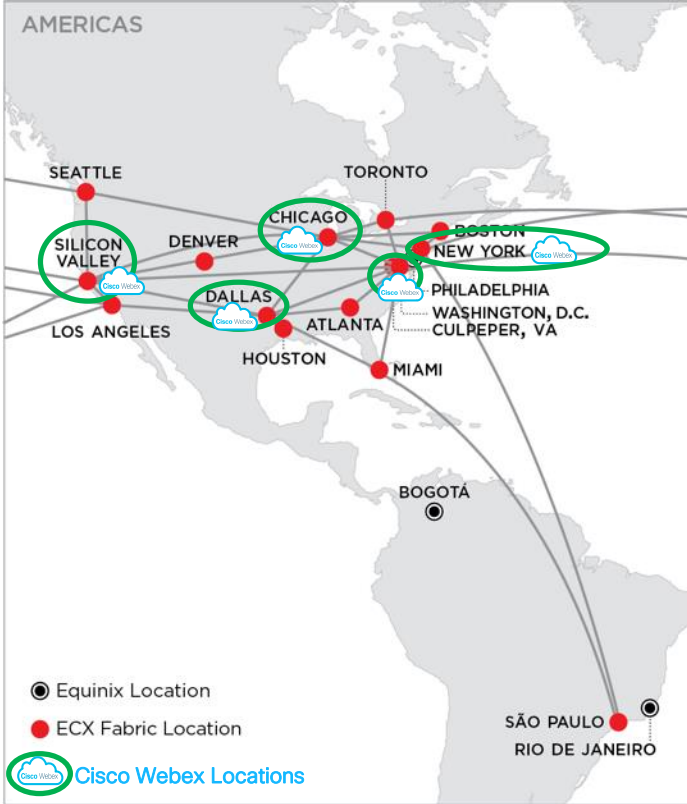 AMERICAS
SEATTLE
TORONTO
CHICAGO
Cisco Webex
BOSTON
SILICON
VALLEY
Cisco Webex
DENVER
NEW YORK
Cisco Webex
DALLAS
Cisco Webex
Cisco Webex
PHILADELPHIA
LOS ANGELES
ATLANTA
WASHINGTON, D.C.
CULPEPER, VA
HOUSTON
MIAMI
BOGOTÁ
Equinix Location
ECX Fabric Location
SÃO PAULO
RIO DE JANEIRO
Cisco Webex
Cisco Webex Locations